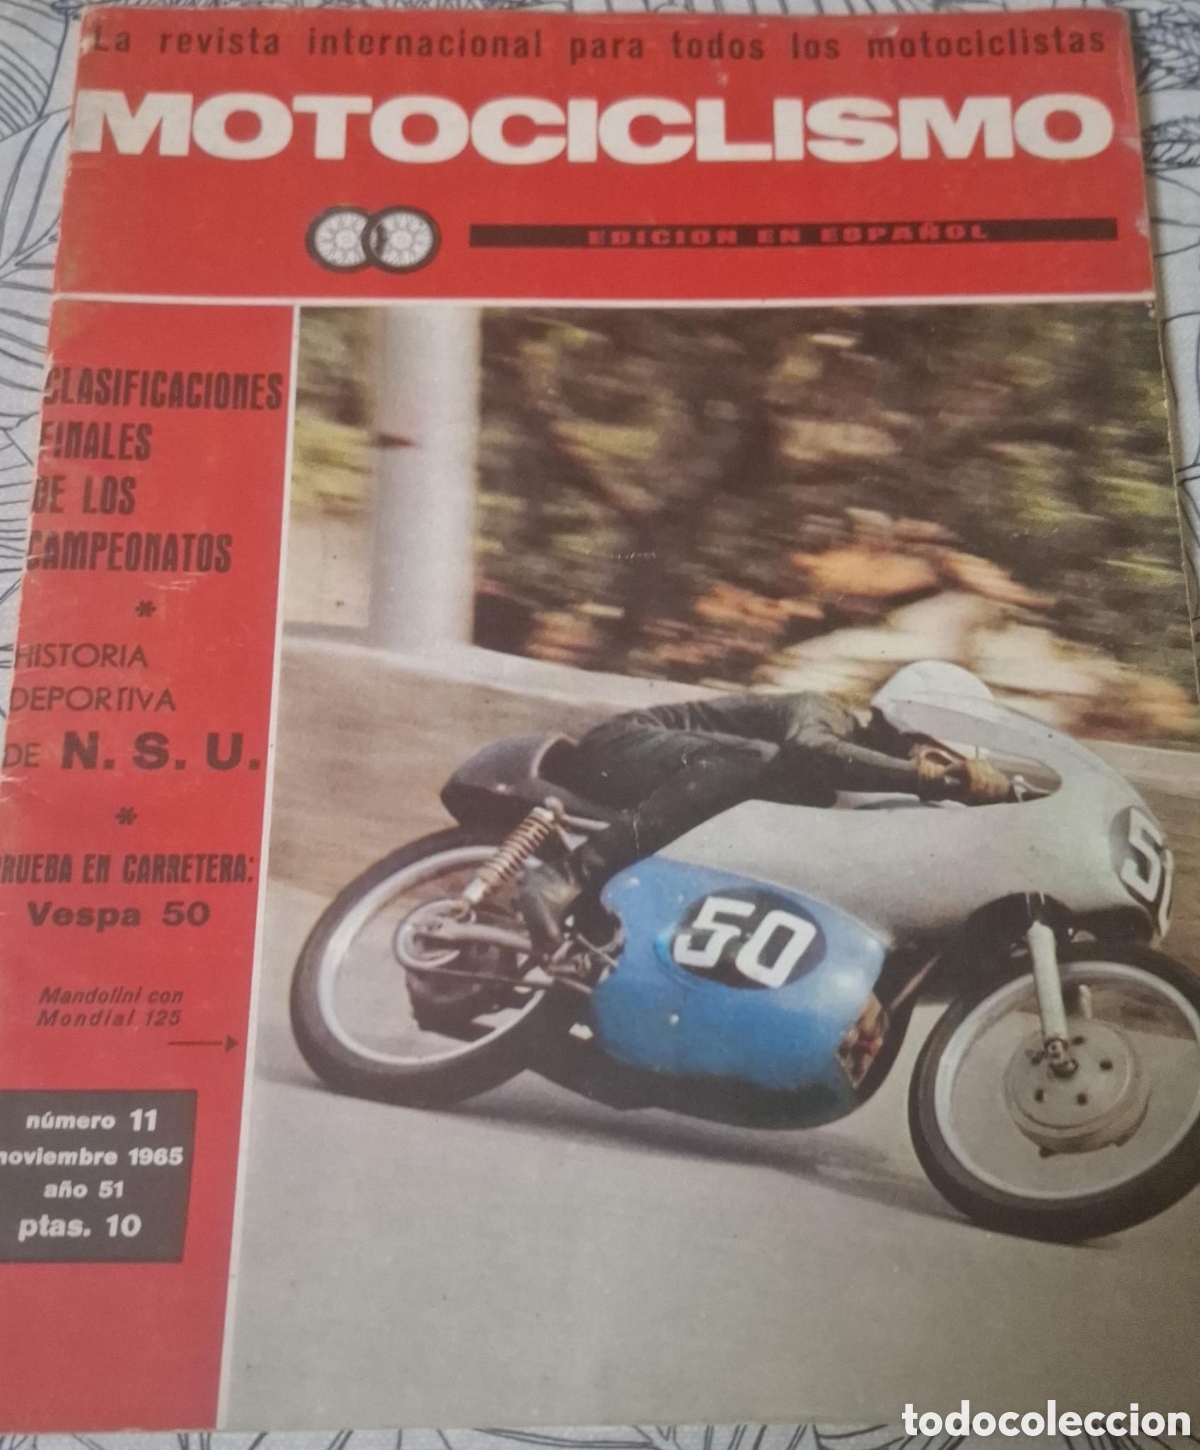 La revista internacional para todos los motociclistas
MOTOCICLISMO
EDICION EN ESPAÑOL
CLASIFICACIONES
FINALES
DE LOS
CAMPEONATOS
*
HISTORIA
DEPORTIVA
DE N. S. U.
*
PRUEBA EN CARRETERA:
Vespa 50
Mandolini con
Mondial 125
número 11
noviembre 1965
año 51
ptas. 10
50
50
todocoleccion